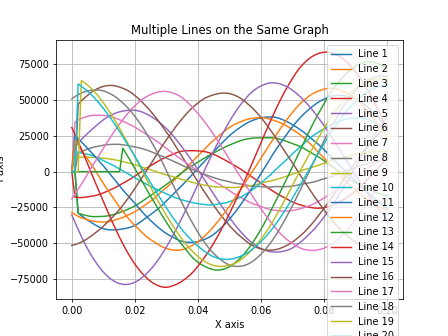 Multiple Lines on the Same Graph
75000
50000
25000
0
−25000
−50000
−75000
0.00
0.02
0.04
0.06
X axis
Line 1
Line 2
Line 3
Line 4
Line 5
Line 6
Line 7
Line 8
Line 9
Line 10
Line 11
Line 12
Line 13
Line 14
Line 15
Line 16
Line 17
Line 18
Line 19
Line 20